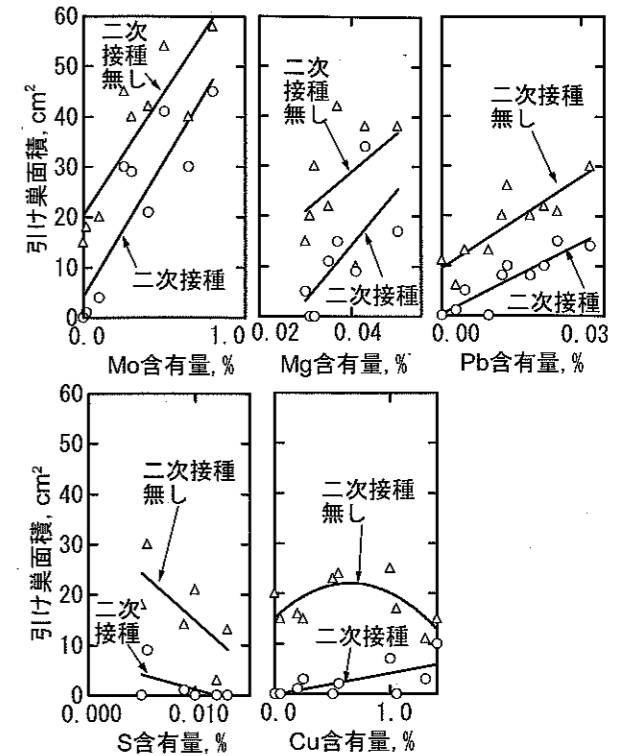 引け巣面積, cm²
60
50
40
30
20
10
0
二次
接種
無し
二次接種
0.00
1.0
Mo含有量, %
二次
接種
無し
二次接種
0.02
0.04
Mg含有量, %
二次接種
無し
二次接種
0.00
0.03
Pb含有量, %
引け巣面積, cm²
60
50
40
30
20
10
0
二次接種
無し
二次
接種
0.000
0.010
S含有量, %
二次接種
無し
二次接種
0.00
1.0
Cu含有量, %